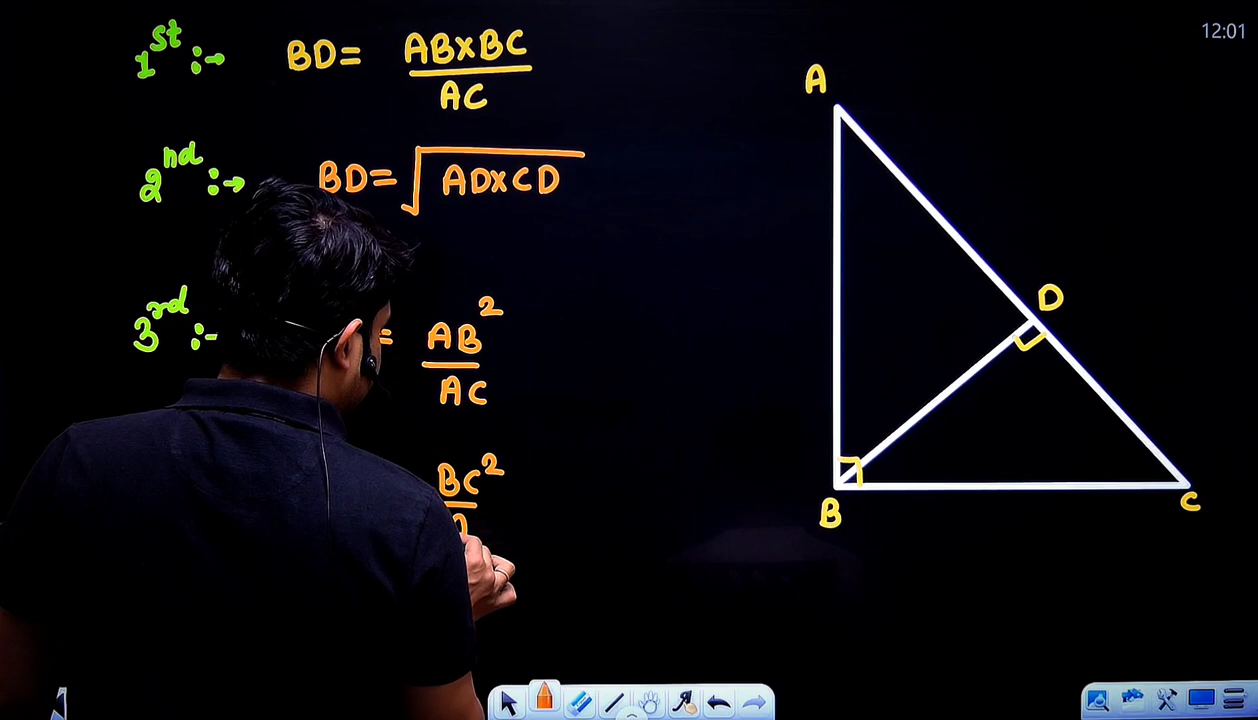 12:01
1st :→ BD = AB×BC / AC
2nd :→ BD = √AD×CD
3rd :- = AB² / AC
BC²
A
D
B
C